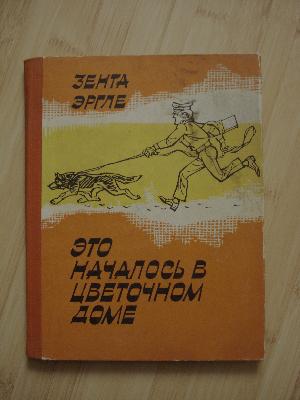 ЗЕНТА
ЭРГЛЕ
ЭТО
НАЧАЛОСЬ В
ЦВЕТОЧНОМ
ДОМЕ